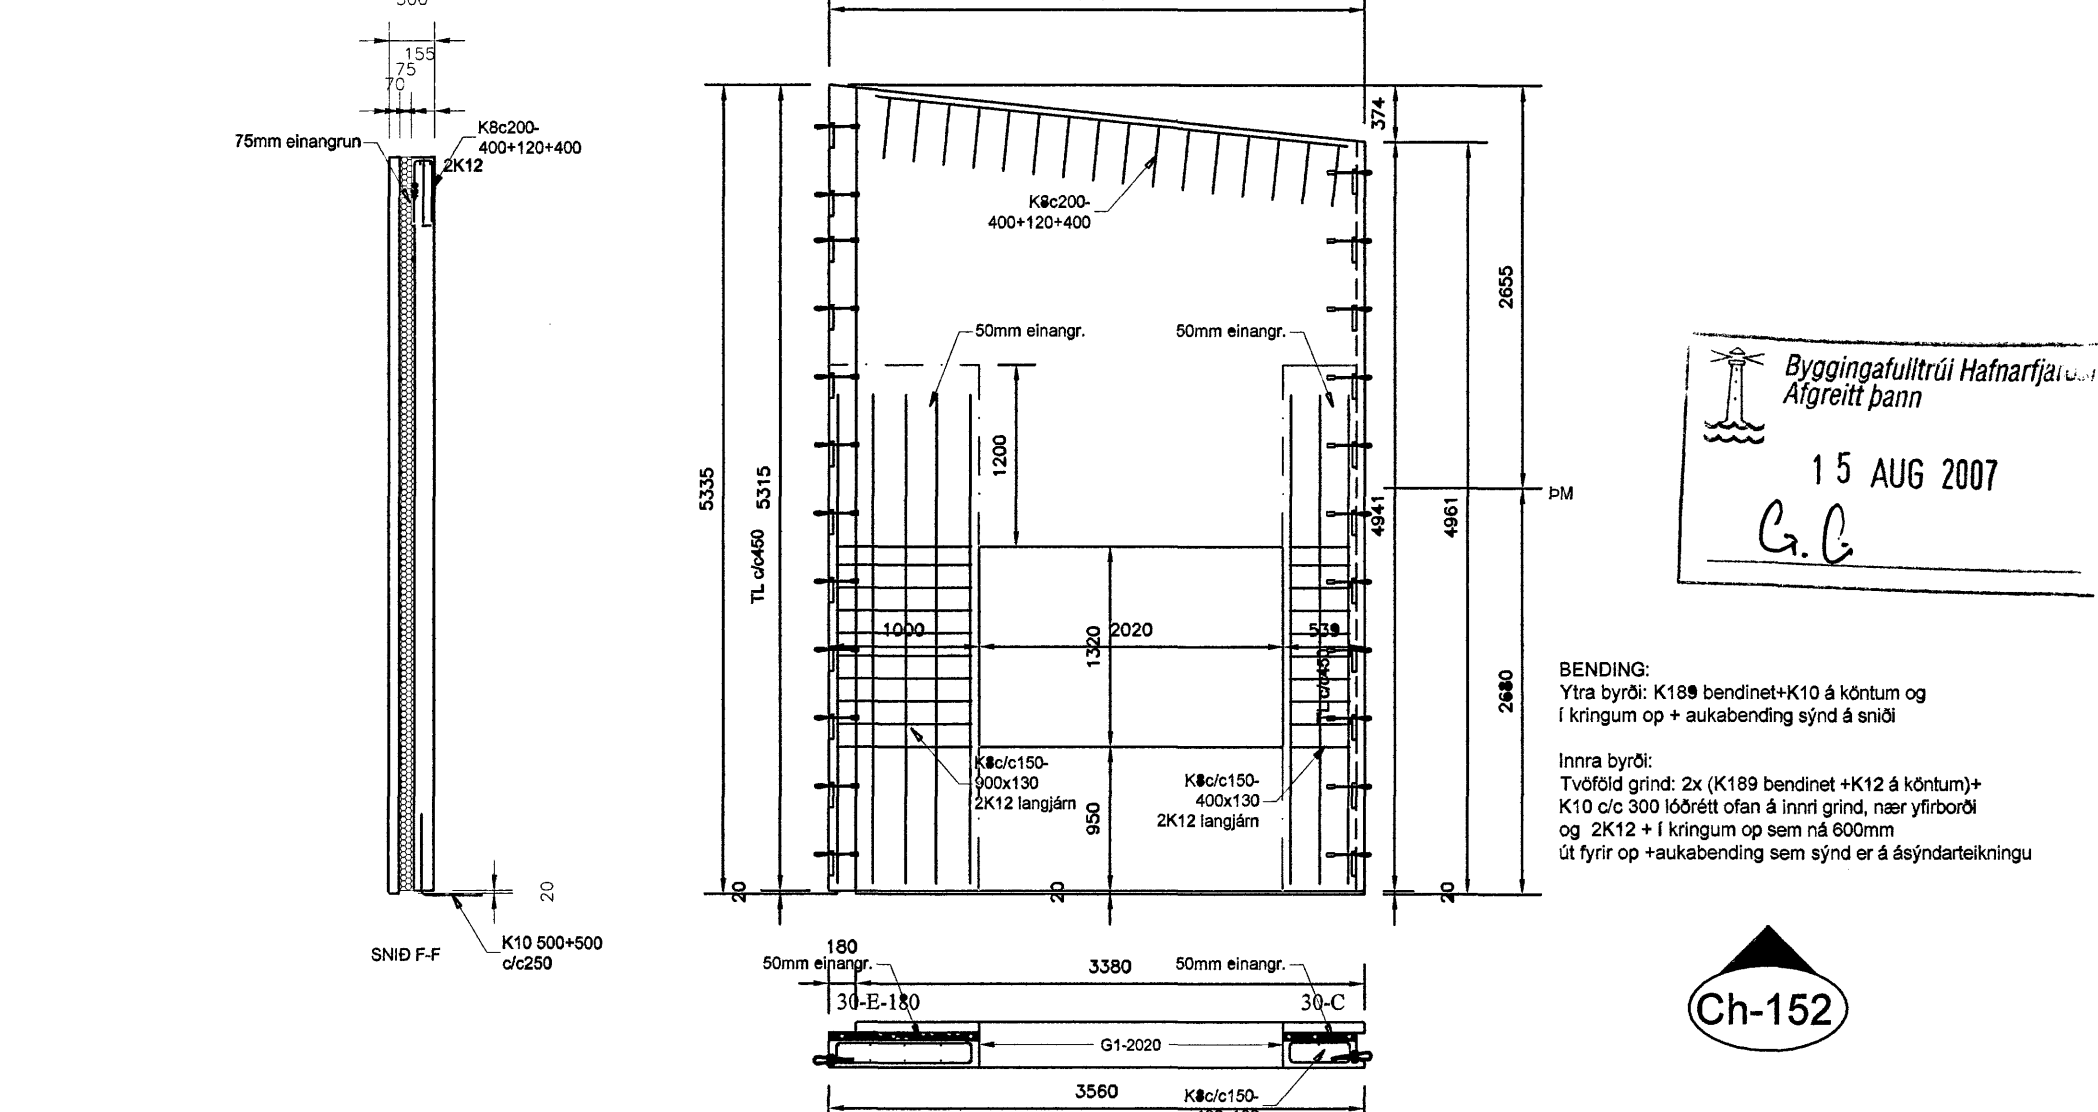 155
75
70
75mm einangrun
K8c200-
400+120+400
2K12
20
SNIÐ F-F
K10 500+500
c/c250
374
K8c200-
400+120+400
2655
50mm einangr.
50mm einangr.
1200
5335
5315
TL c/c450
4941
4961
ÞM
1000
2020
1320
539
TL c/c450
2680
K8c/c150-
900x130
2K12 langjárn
K8c/c150-
400x130
2K12 langjárn
950
20
20
20
180
50mm einangr.
3380
50mm einangr.
30-E-180
30-C
G1-2020
3560
K8c/c150-
Byggingafulltrúi
Afgreitt þann
15 AUG 2007
G.G
BENDING:
Ytra byrði: K189 bendinet+K10 á köntum og
í kringum op + aukabending sýnd á sniði
Innra byrði:
Tvöföld grind: 2x (K189 bendinet +K12 á köntum)+
K10 c/c 300 lóðrétt ofan á innri grind, nær yfirborði
og 2K12 + í kringum op sem ná 600mm
út fyrir op +aukabending sem sýnd er á ásýndarteikningu
Ch-152